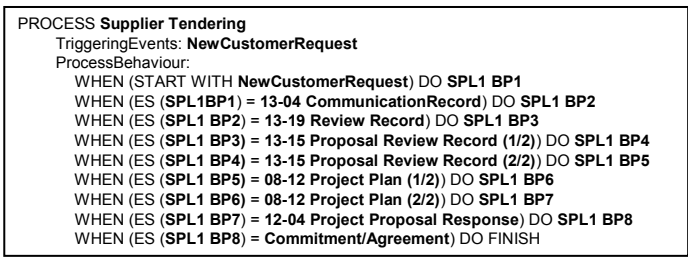 PROCESS Supplier Tendering
TriggeringEvents: NewCustomerRequest
ProcessBehaviour:
WHEN (START WITH NewCustomerRequest) DO SPL1 BP1
WHEN (ES (SPL1BP1) = 13-04 CommunicationRecord) DO SPL1 BP2
WHEN (ES (SPL1 BP2) = 13-19 Review Record) DO SPL1 BP3
WHEN (ES (SPL1 BP3) = 13-15 Proposal Review Record (1/2)) DO SPL1 BP4
WHEN (ES (SPL1 BP4) = 13-15 Proposal Review Record (2/2)) DO SPL1 BP5
WHEN (ES (SPL1 BP5) = 08-12 Project Plan (1/2)) DO SPL1 BP6
WHEN (ES (SPL1 BP6) = 08-12 Project Plan (2/2)) DO SPL1 BP7
WHEN (ES (SPL1 BP7) = 12-04 Project Proposal Response) DO SPL1 BP8
WHEN (ES (SPL1 BP8) = Commitment/Agreement) DO FINISH